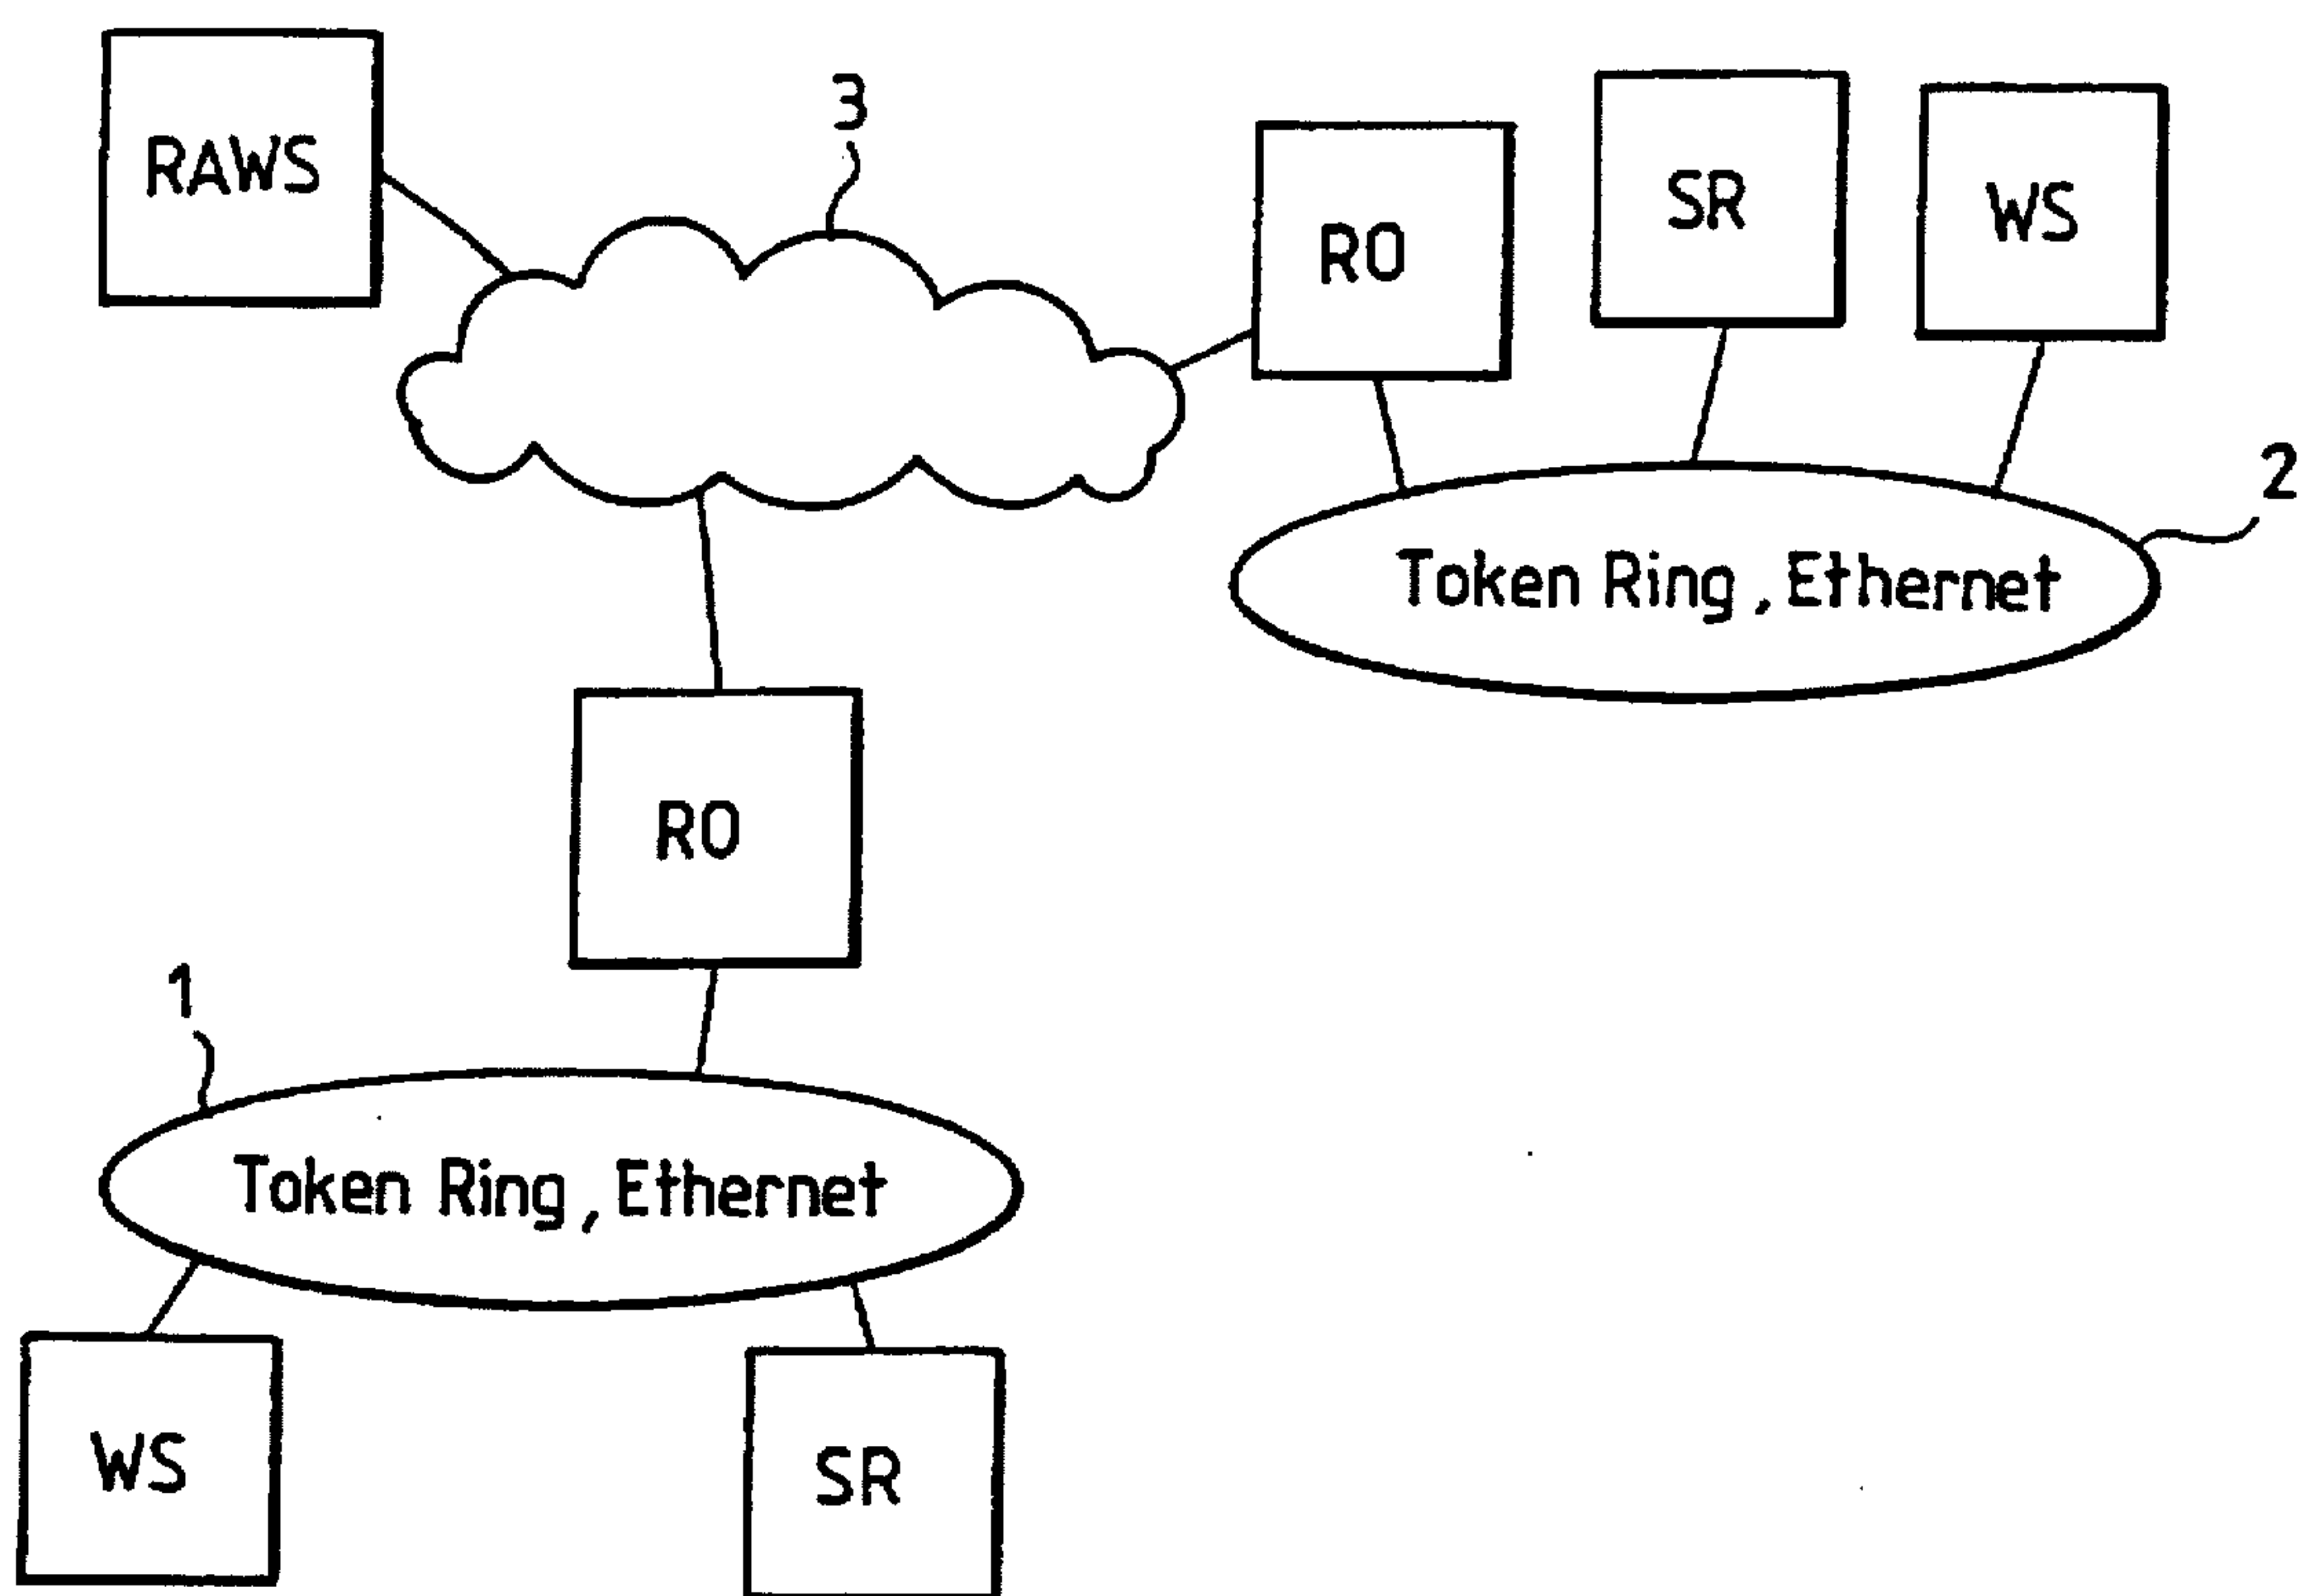 RAWS
3
RO
SR
WS
2
Token Ring, Ethernet
RO
1
Token Ring, Ethernet
WS
SR